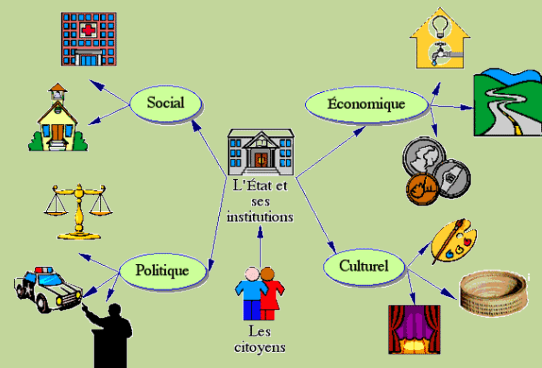 Social
Économique
L'État et
ses
institutions
Politique
Culturel
Les
citoyens